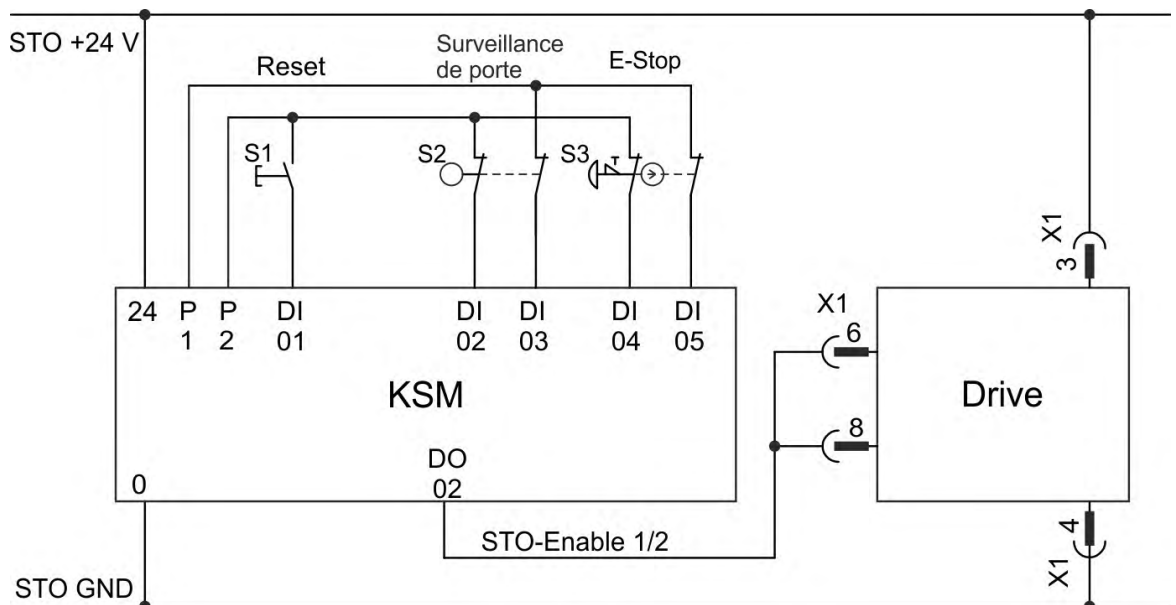 STO +24 V
Reset
Surveillance
de porte
E-Stop
S1
S2
S3
X1
3
24 P P DI DI DI DI DI
1 2 01 02 03 04 05
X1
6
KSM
Drive
8
DO
02
0
4
STO-Enable 1/2
X1
STO GND